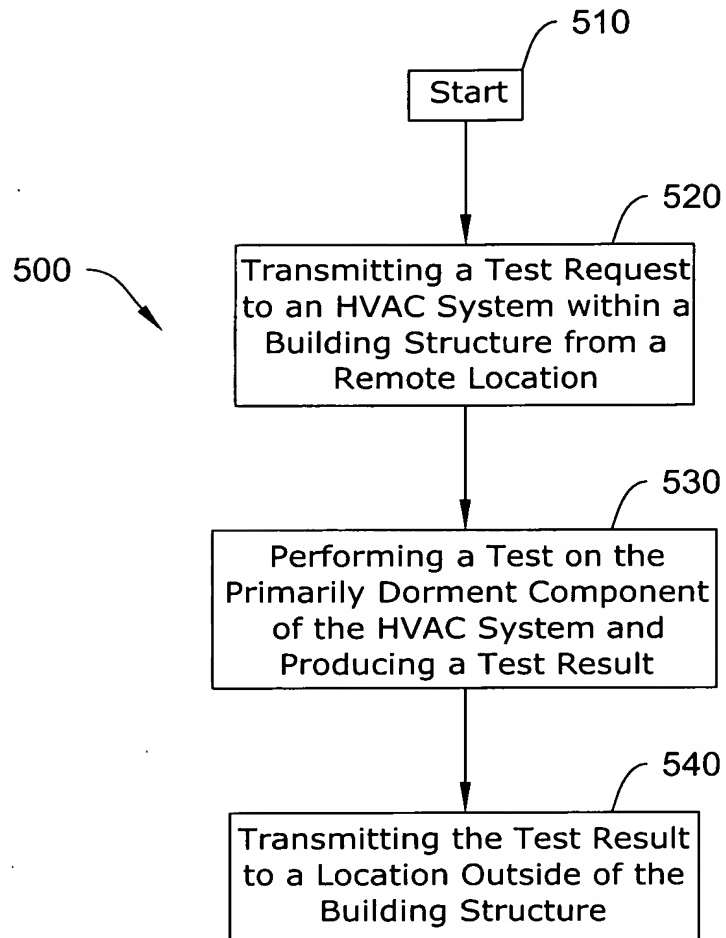 510
Start
520
500
Transmitting a Test Request
to an HVAC System within a
Building Structure from a
Remote Location
530
Performing a Test on the
Primarily Dorment Component
of the HVAC System and
Producing a Test Result
540
Transmitting the Test Result
to a Location Outside of the
Building Structure